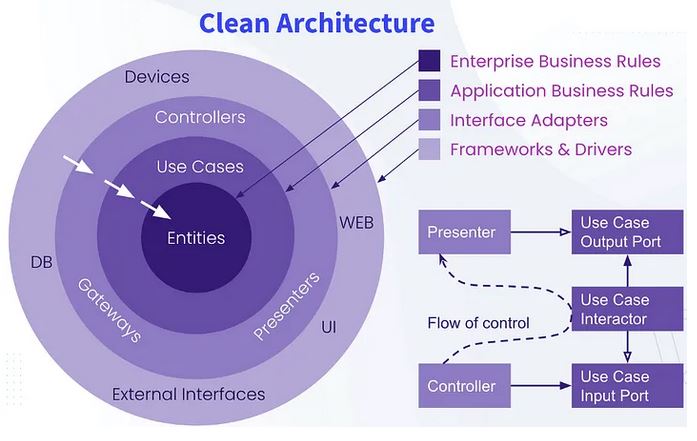 Clean Architecture
Devices
Controllers
Use Cases
Entities
WEB
DB
Gateways
Presenters
UI
External Interfaces
Enterprise Business Rules
Application Business Rules
Interface Adapters
Frameworks & Drivers
Presenter
Use Case
Output Port
Use Case
Interactor
Flow of control
Controller
Use Case
Input Port